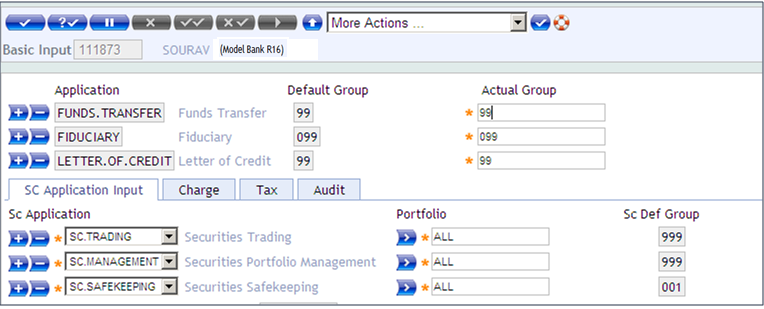 More Actions ...
Basic Input 111873 SOURAV (Model Bank R16)
Application Default Group Actual Group
FUNDS.TRANSFER Funds Transfer 99 * 99
FIDUCIARY Fiduciary 099 * 099
LETTER.OF.CREDIT Letter of Credit 99 * 99
SC Application Input Charge Tax Audit
Sc Application Portfolio Sc Def Group
* SC.TRADING Securities Trading * ALL 999
* SC.MANAGEMENT Securities Portfolio Management * ALL 999
* SC.SAFEKEEPING Securities Safekeeping * ALL 001